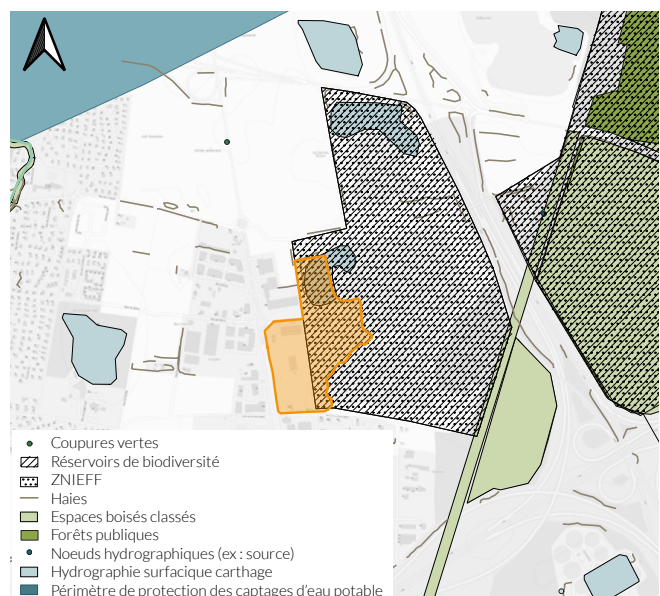 Coupures vertes
Réservoirs de biodiversité
ZNIEFF
Haies
Espaces boisés classés
Forêts publiques
Noeuds hydrographiques (ex : source)
Hydrographie surfacique carthage
Périmètre de protection des captages d'eau potable